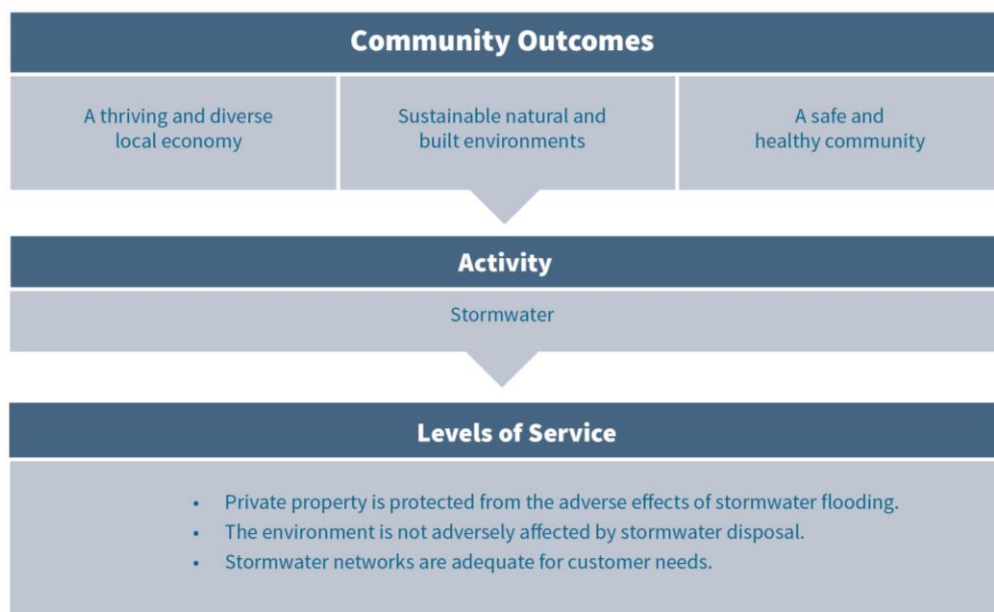 Community Outcomes
A thriving and diverse
local economy
Sustainable natural and
built environments
A safe and
healthy community
Activity
Stormwater
Levels of Service
• Private property is protected from the adverse effects of stormwater flooding.
• The environment is not adversely affected by stormwater disposal.
• Stormwater networks are adequate for customer needs.